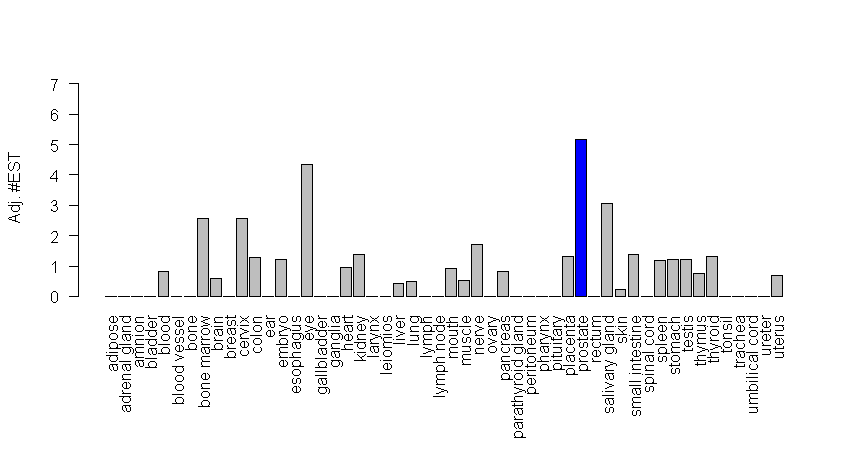 Adj. #EST
7
6
5
4
3
2
1
0
adipose
adrenal gland
amnion
bladder
blood
blood vessel
bone
bone marrow
brain
breast
cervix
colon
ear
embryo
esophagus
eye
gallbladder
ganglia
heart
kidney
larynx
leiomios
liver
lung
lymph
lymph node
mouth
muscle
nerve
ovary
pancreas
parathyroid gland
peritoneum
pharynx
pituitary
placenta
prostate
rectum
salivary gland
skin
small intestine
spinal cord
spleen
stomach
testis
thymus
thyroid
tonsil
trachea
umbilical cord
ureter
uterus